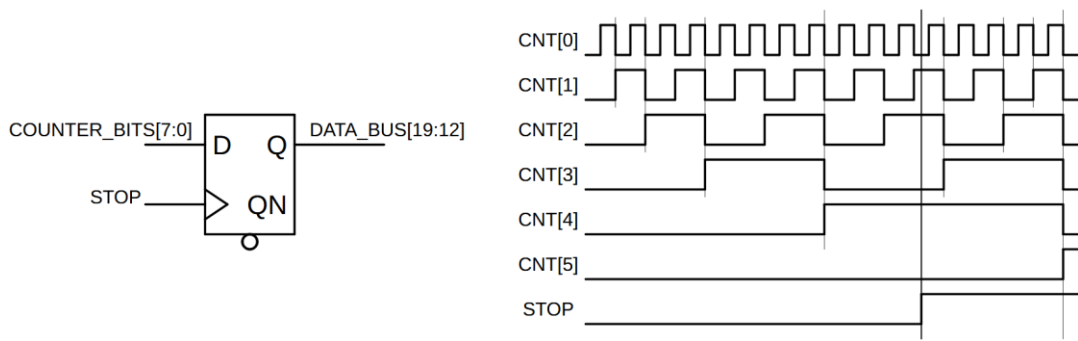 COUNTER_BITS[7:0]
DATA_BUS[19:12]
D
Q
STOP
QN
CNT[0]
CNT[1]
CNT[2]
CNT[3]
CNT[4]
CNT[5]
STOP